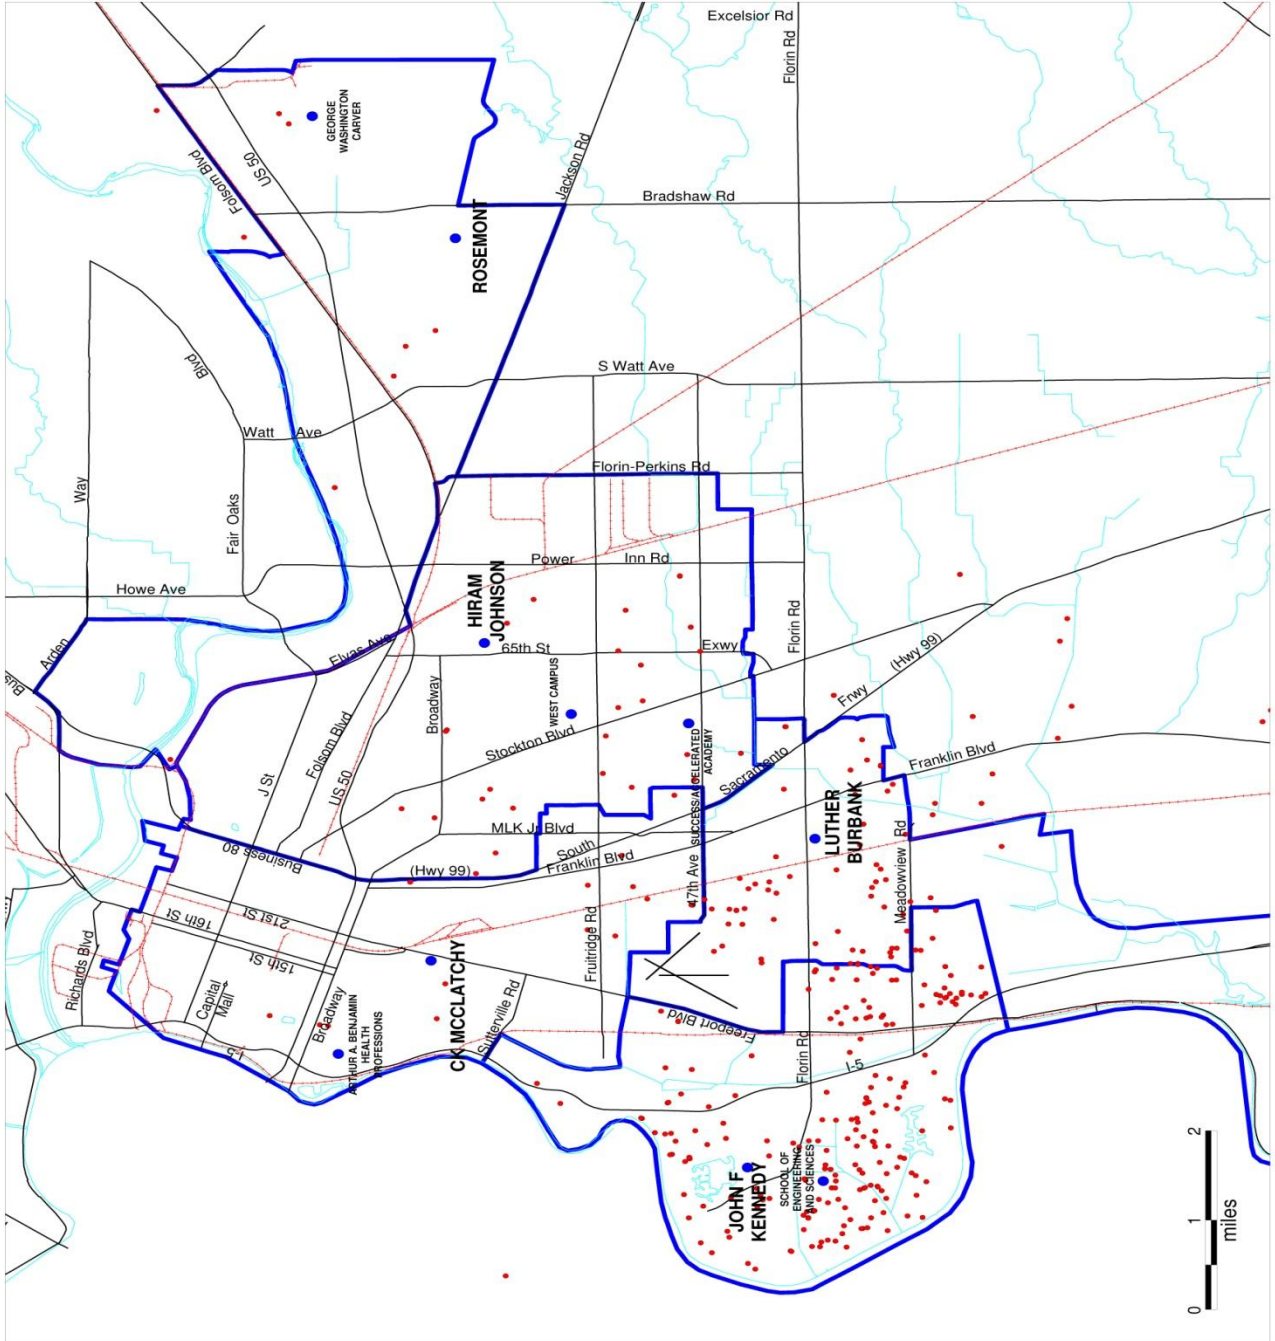 Excelsior Rd
Florin Rd
GEORGE
WASHINGTON
CARVER
US 50
Folsom Blvd
Jackson Rd
Bradshaw Rd
ROSEMONT
Blvd
S Watt Ave
Watt Ave
Way
Fair Oaks
Florin-Perkins Rd
Power Inn Rd
Howe Ave
HIRAM
JOHNSON
Florin Rd
Arden
Elvas Ave
65th St
Exwy
(Hwy 99)
Bus
WEST CAMPUS
Broadway
Frwy
Stockton Blvd
Folsom Blvd
J St
US 50
Franklin Blvd
SUCCESS/ACCELERATED
ACADEMY
Sacramento
LUTHER
BURBANK
MLK Jr Blvd
South
Business 80
(Hwy 99)
Franklin Blvd
47th Ave
Meadowview Rd
21st St
16th St
15th St
Fruitridge Rd
Richards Blvd
Capital
Mall
CK MCCLATCHY
Broadway
Sutterville Rd
Freeport Blvd
ARTHUR A. BENJAMIN
HEALTH
PROFESSIONS
I-5
Florin Rd
I-5
JOHN F
KENNEDY
SCHOOL OF
ENGINEERING
AND SCIENCES
0 1 2
miles